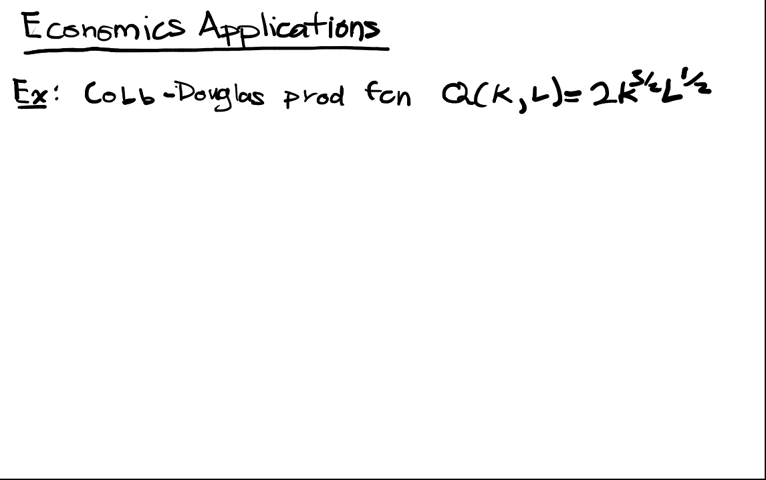 Economics Applications
Ex: Cobb-Douglas prod fcn Q(K,L)=2K^{3/2}L^{1/2}